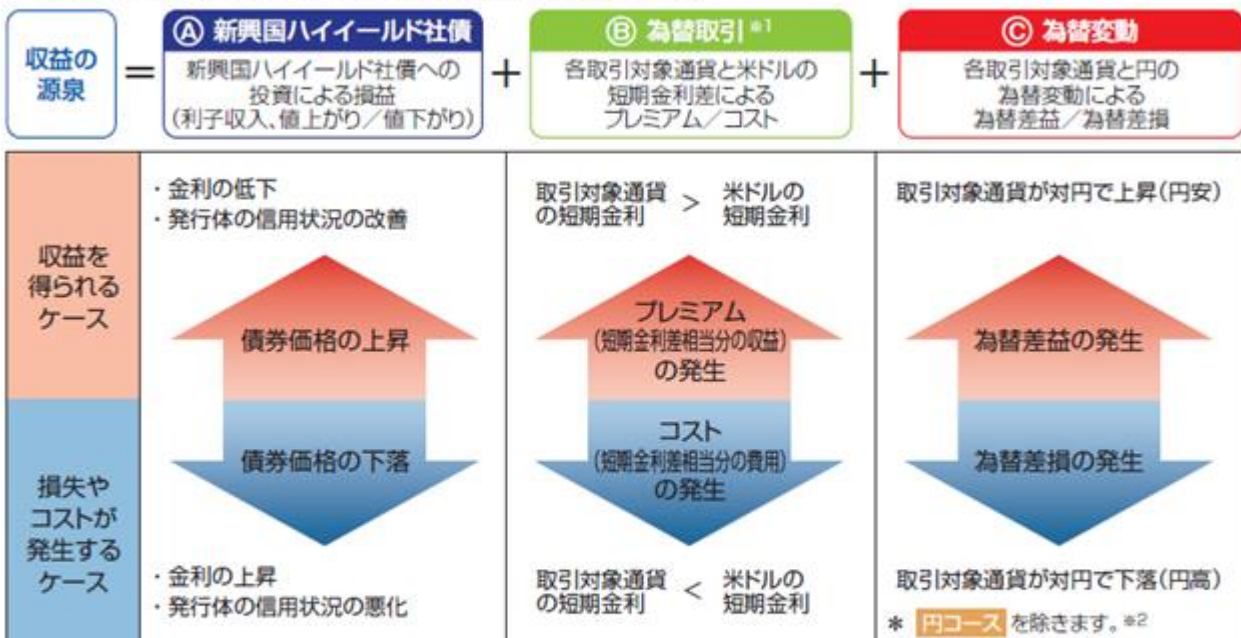 収益の
源泉
=
Ⓐ 新興国ハイイールド社債
新興国ハイイールド社債への
投資による損益
(利子収入、値上がり/値下がり)
+
Ⓑ 為替取引※1
各取引対象通貨と米ドルの
短期金利差による
プレミアム/コスト
+
Ⓒ 為替変動
各取引対象通貨と円の
為替変動による
為替差益/為替差損
収益を
得られる
ケース
・金利の低下
・発行体の信用状況の改善
債券価格の上昇
取引対象通貨 > 米ドルの
の短期金利 短期金利
プレミアム
(短期金利差相当分の収益)
の発生
取引対象通貨が対円で上昇(円安)
為替差益の発生
損失や
コストが
発生する
ケース
債券価格の下落
・金利の上昇
・発行体の信用状況の悪化
コスト
(短期金利差相当分の費用)
の発生
取引対象通貨 < 米ドルの
の短期金利 短期金利
為替差損の発生
取引対象通貨が対円で下落(円高)
* 円コース を除きます。※2